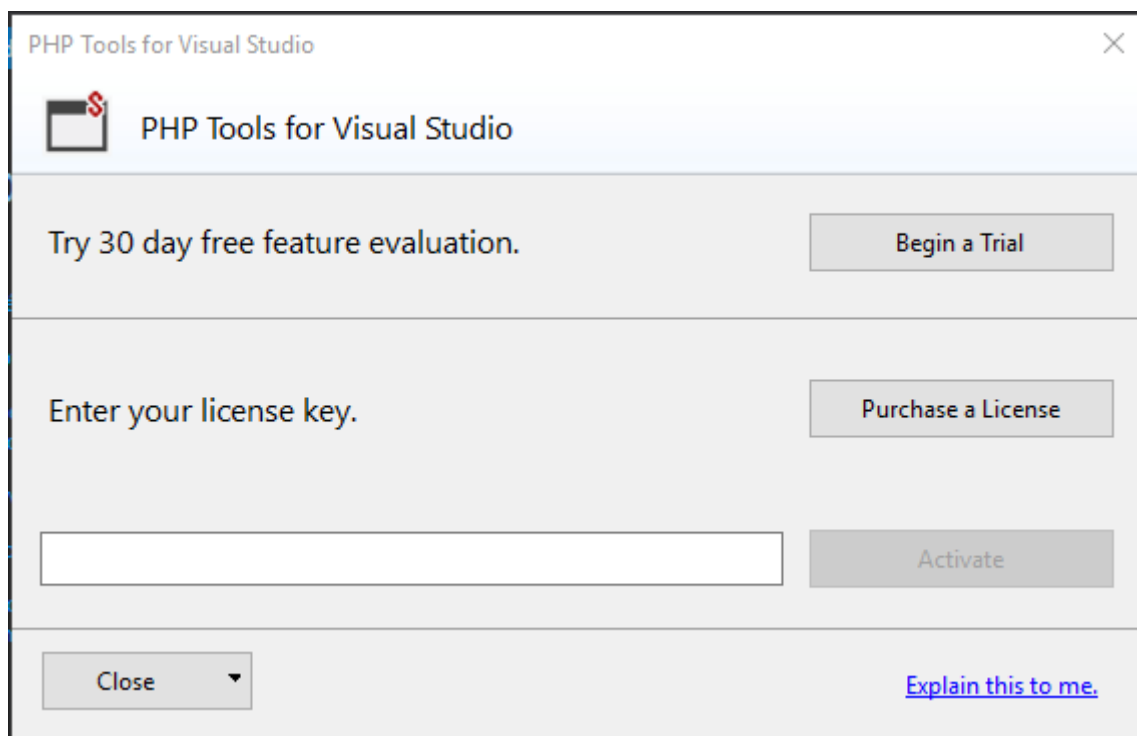 PHP Tools for Visual Studio
PHP Tools for Visual Studio
Try 30 day free feature evaluation.
Begin a Trial
Enter your license key.
Purchase a License
Activate
Close
Explain this to me.